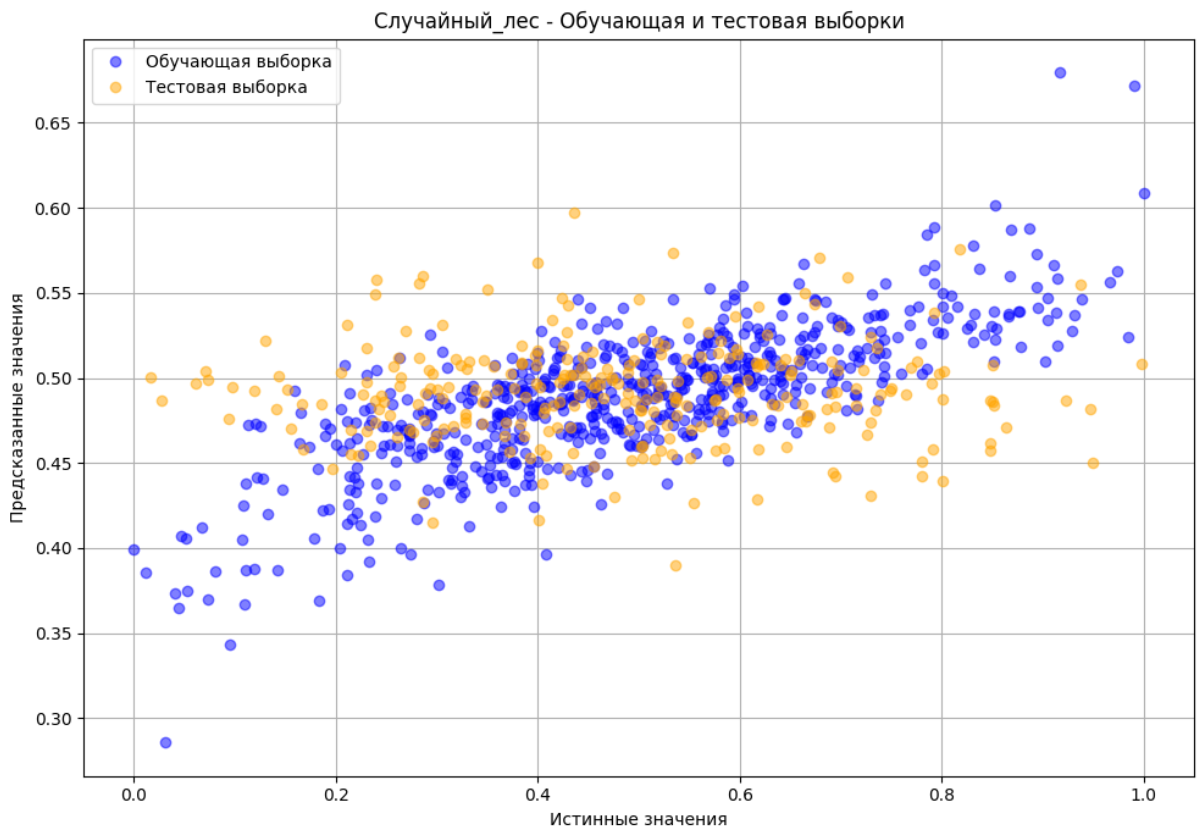 Случайный_лес - Обучающая и тестовая выборки
Обучающая выборка
Тестовая выборка
Предсказанные значения
0.65
0.60
0.55
0.50
0.45
0.40
0.35
0.30
0.0 0.2 0.4 0.6 0.8 1.0
Истинные значения